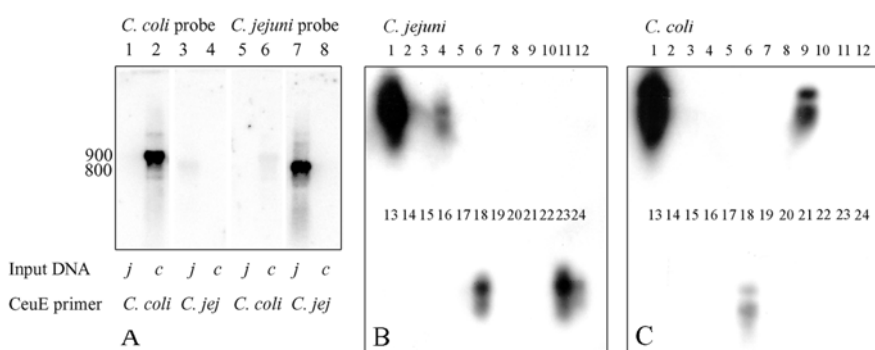 C. coli probe C. jejuni probe
1 2 3 4 5 6 7 8
900
800
Input DNA j c j c j c j c
CeuE primer C. coli C. jej C. coli C. jej
A
C. jejuni
1 2 3 4 5 6 7 8 9 10 11 12
13 14 15 16 17 18 19 20 21 22 23 24
B
C. coli
1 2 3 4 5 6 7 8 9 10 11 12
13 14 15 16 17 18 19 20 21 22 23 24
C